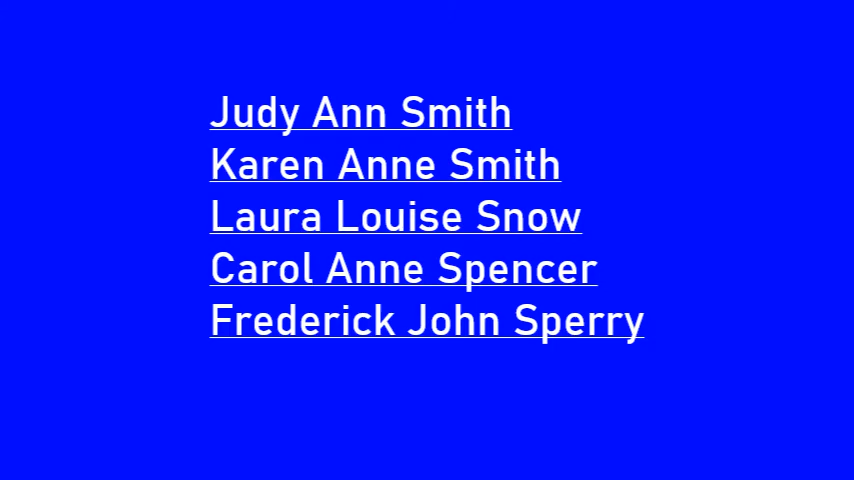 Judy Ann Smith
Karen Anne Smith
Laura Louise Snow
Carol Anne Spencer
Frederick John Sperry